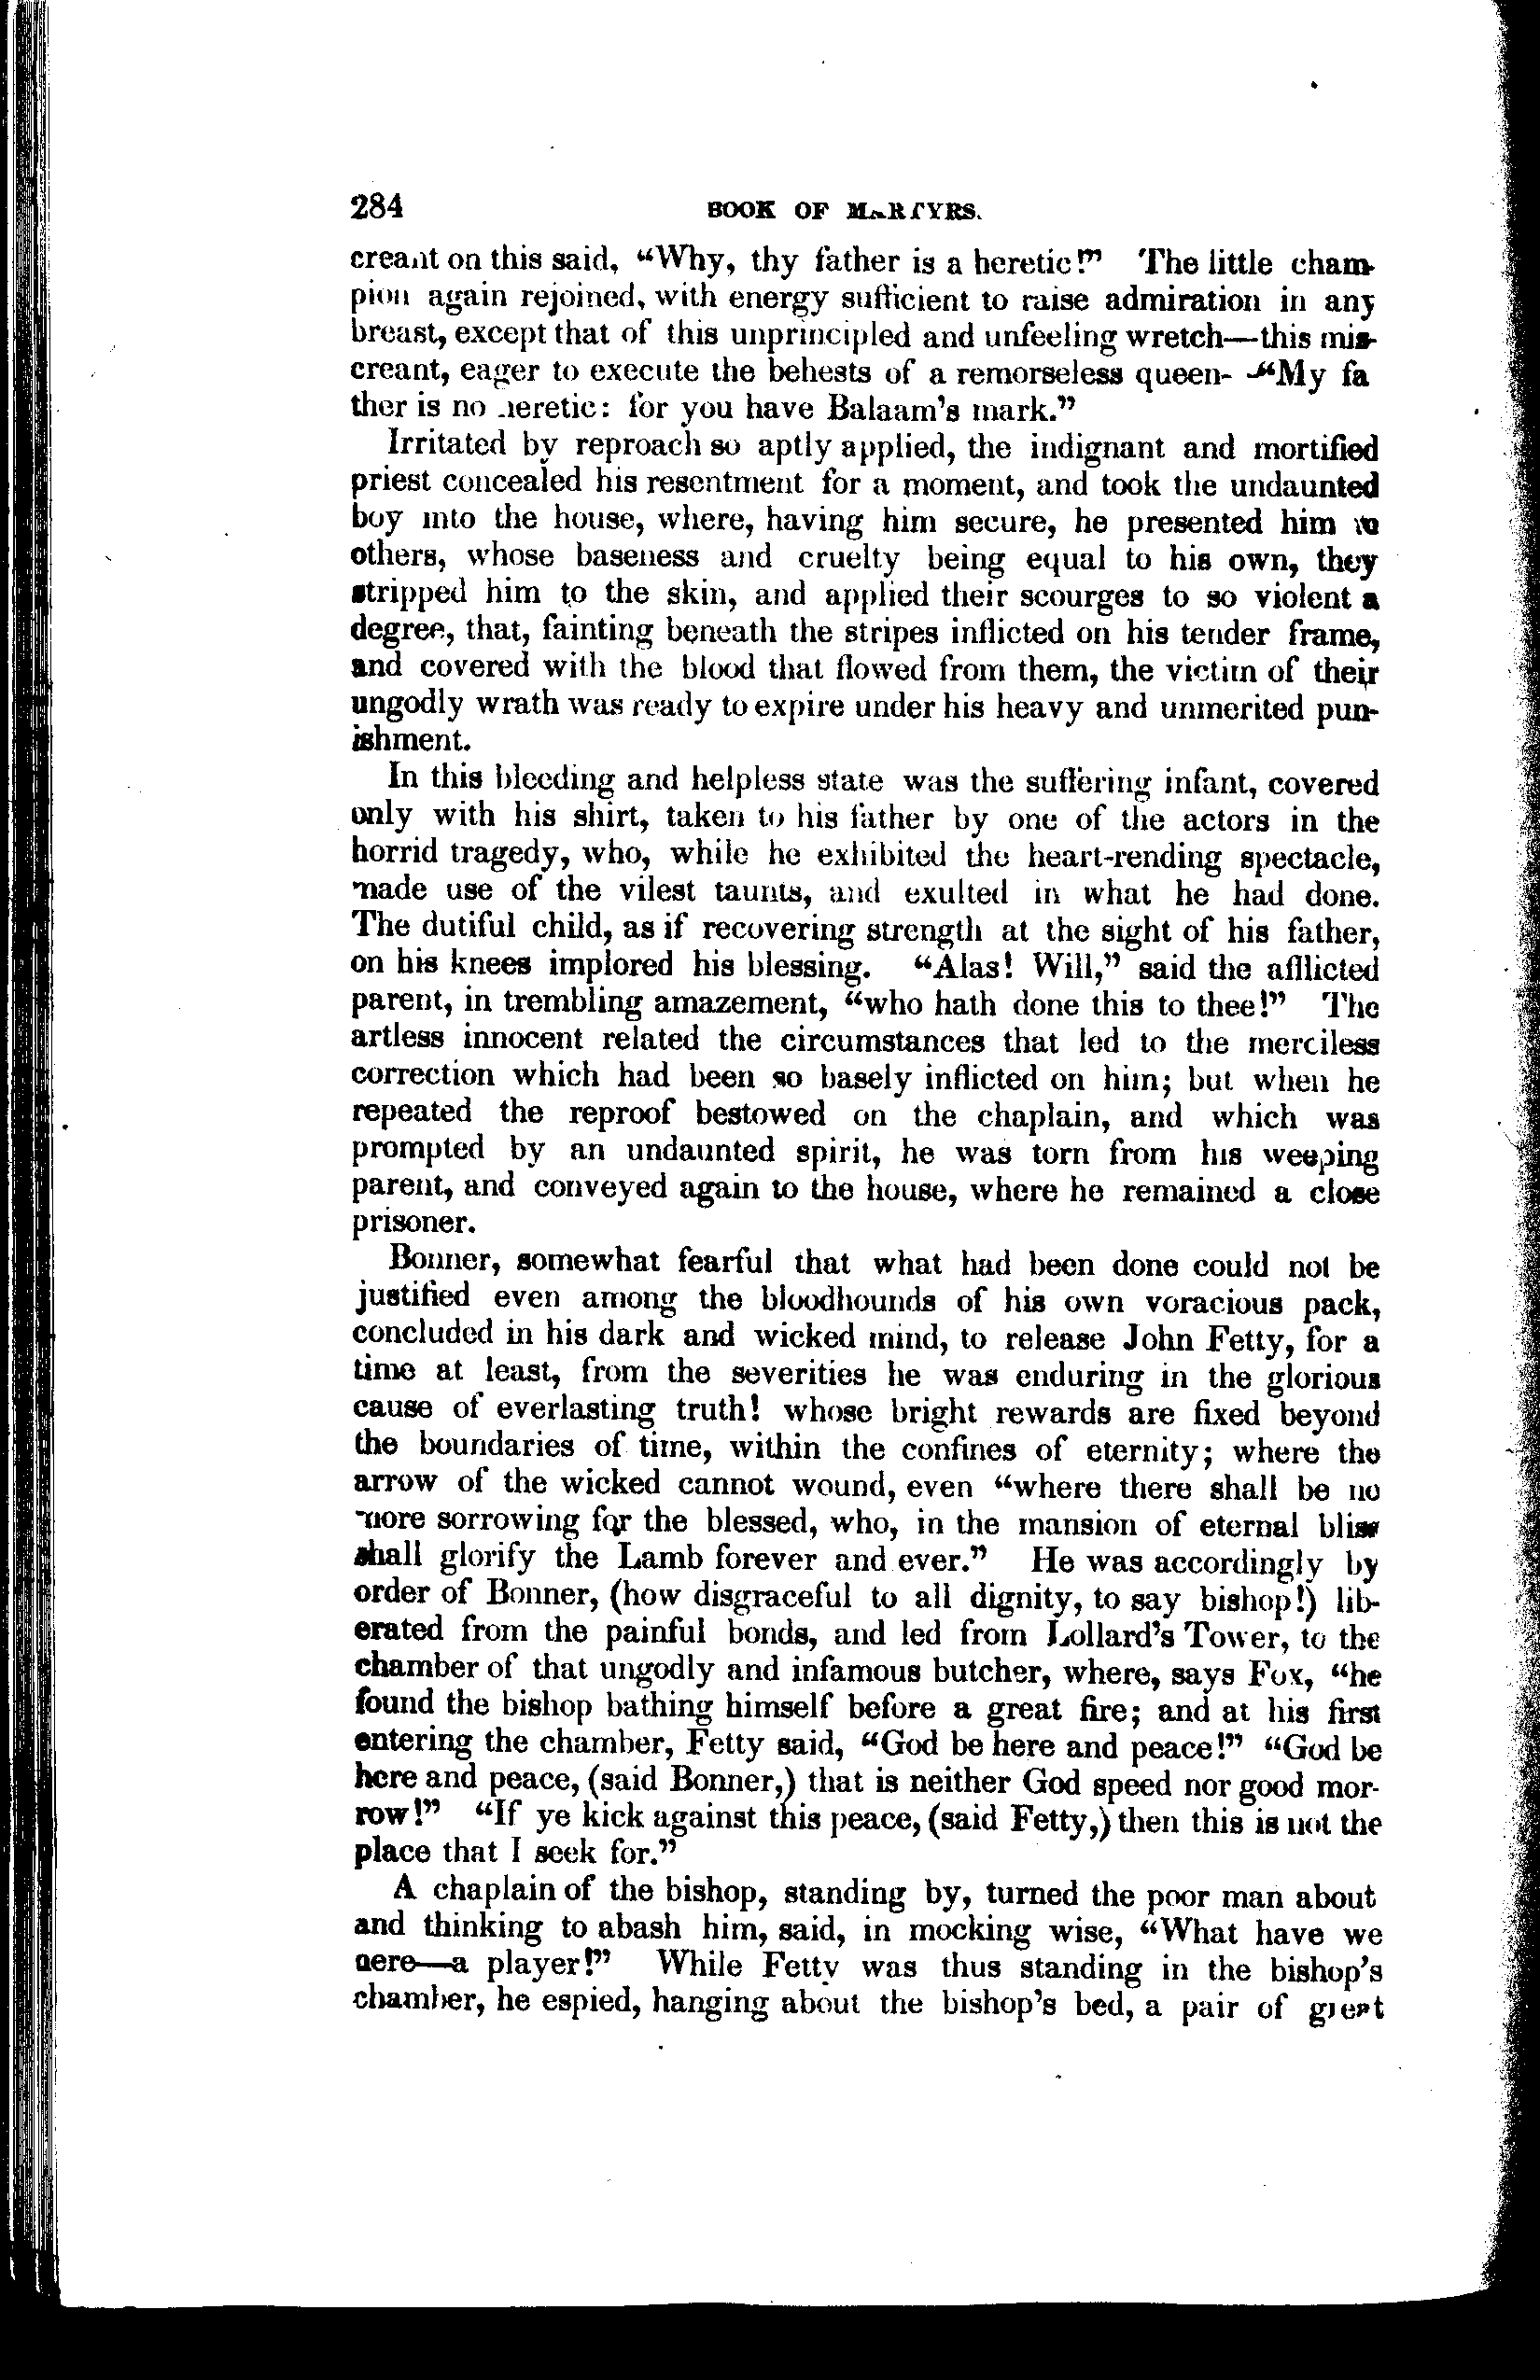 284 BOOK OF MARTYRS.
creant on this said, “Why, thy father is a heretic!” The little cham-
pion again rejoined, with energy sufficient to raise admiration in any
breast, except that of this unprincipled and unfeeling wretch—this mis-
creant, eager to execute the behests of a remorseless queen- —“My fa
ther is no heretic: for you have Balaam's mark.”
Irritated by reproach so aptly applied, the indignant and mortified
priest concealed his resentment for a moment, and took the undaunted
boy into the house, where, having him secure, he presented him to
others, whose baseness and cruelty being equal to his own, they
stripped him to the skin, and applied their scourges to so violent a
degree, that, fainting beneath the stripes inflicted on his tender frame,
and covered with the blood that flowed from them, the victim of their
ungodly wrath was ready to expire under his heavy and unmerited pun-
ishment.
In this bleeding and helpless state was the suffering infant, covered
only with his shirt, taken to his father by one of the actors in the
horrid tragedy, who, while he exhibited the heart-rending spectacle,
made use of the vilest taunts, and exulted in what he had done.
The dutiful child, as if recovering strength at the sight of his father,
on his knees implored his blessing. “Alas! Will,” said the afflicted
parent, in trembling amazement, “who hath done this to thee!” The
artless innocent related the circumstances that led to the merciless
correction which had been so basely inflicted on him; but when he
repeated the reproof bestowed on the chaplain, and which was
prompted by an undaunted spirit, he was torn from his weeping
parent, and conveyed again to the house, where he remained a close
prisoner.
Bonner, somewhat fearful that what had been done could not be
justified even among the bloodhounds of his own voracious pack,
concluded in his dark and wicked mind, to release John Fetty, for a
time at least, from the severities he was enduring in the glorious
cause of everlasting truth! whose bright rewards are fixed beyond
the boundaries of time, within the confines of eternity; where the
arrow of the wicked cannot wound, even “where there shall be no
more sorrowing for the blessed, who, in the mansion of eternal bliss
shall glorify the Lamb forever and ever.” He was accordingly by
order of Bonner, (how disgraceful to all dignity, to say bishop!) lib-
erated from the painful bonds, and led from Lollard's Tower, to the
chamber of that ungodly and infamous butcher, where, says Fox, “he
found the bishop bathing himself before a great fire; and at his first
entering the chamber, Fetty said, “God be here and peace!” “God be
here and peace, (said Bonner,) that is neither God speed nor good mor-
row!” “If ye kick against this peace, (said Fetty,) then this is not the
place that I seek for.”
A chaplain of the bishop, standing by, turned the poor man about
and thinking to abash him, said, in mocking wise, “What have we
here—a player!” While Fetty was thus standing in the bishop's
chamber, he espied, hanging about the bishop's bed, a pair of great